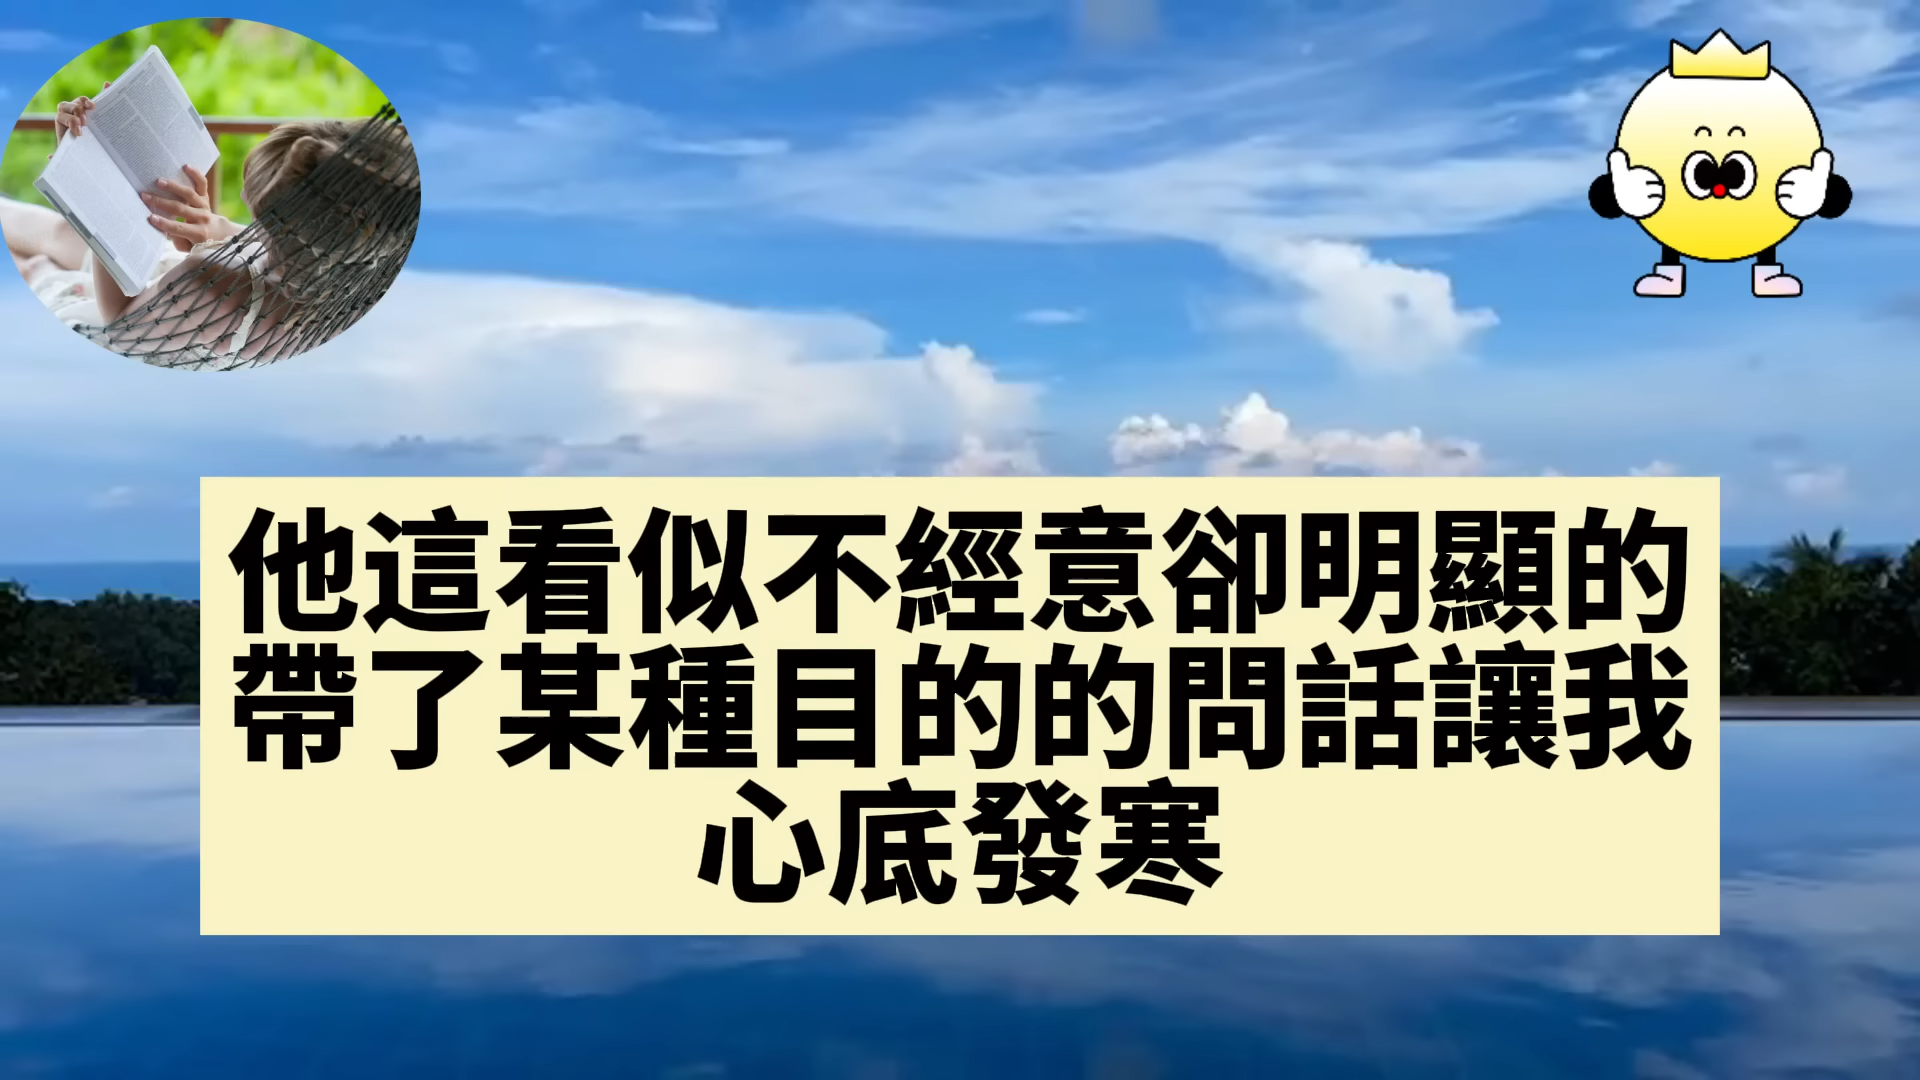 他這看似不經意卻明顯的
帶了某種目的的問話讓我
心底發寒